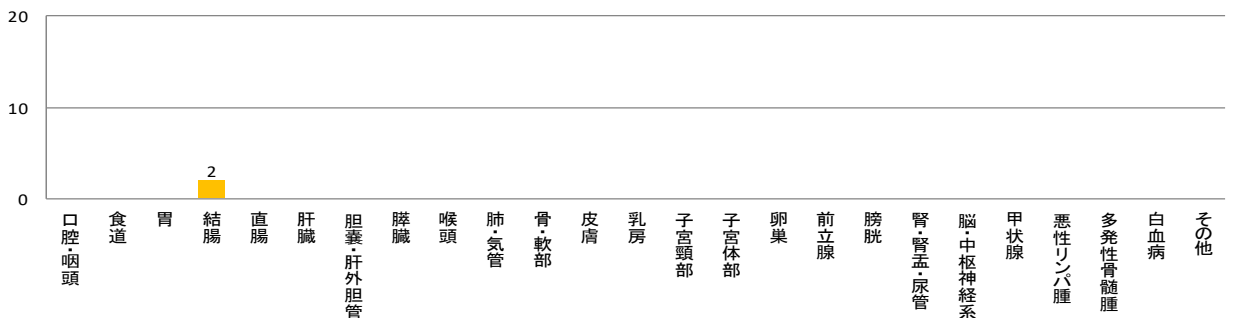 20
10
0
2
口腔・咽頭
食道
胃
結腸
直腸
肝臓
胆嚢・肝外胆管
膵臓
喉頭
肺・気管
骨・軟部
皮膚
乳房
子宮頸部
子宮体部
卵巣
前立腺
膀胱
腎・腎盂・尿管
脳・中枢神経系
甲状腺
悪性リンパ腫
多発性骨髄腫
白血病
その他